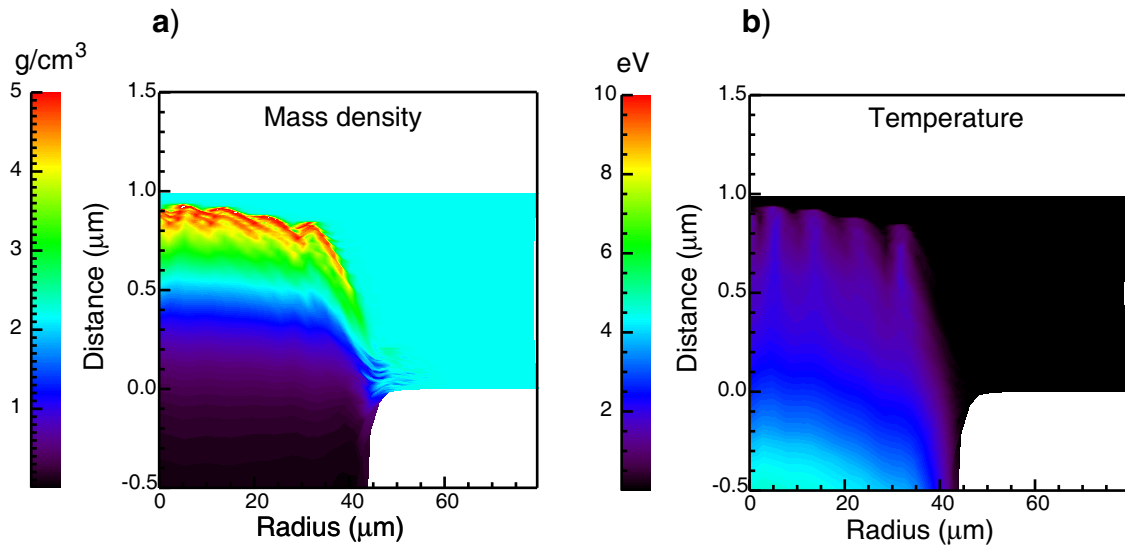 a)
b)
g/cm³
eV
Mass density
Temperature
5
4
3
2
1
1.5
1.0
0.5
0.0
-0.5
Distance (μm)
0
20
40
60
Radius (μm)
10
8
6
4
2
1.5
1.0
0.5
0.0
-0.5
Distance (μm)
0
20
40
60
Radius (μm)